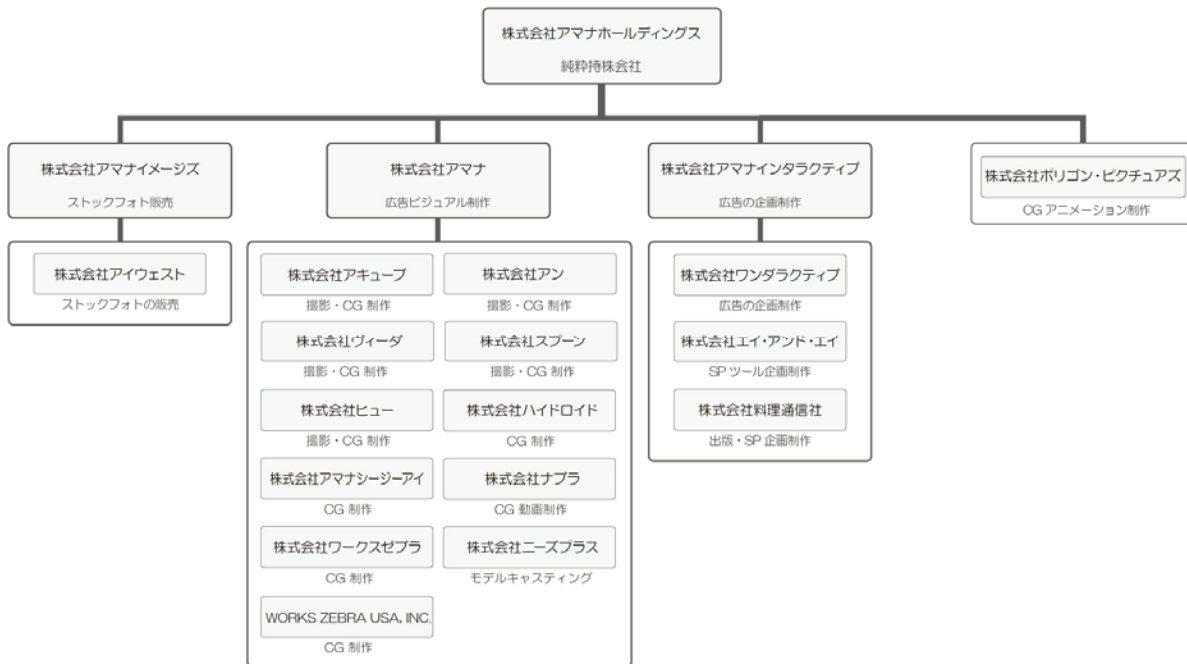 株式会社アマナホールディングス
純粋持株会社
株式会社アマナイメージズ
ストックフォト販売
株式会社アイウェスト
ストックフォトの販売
株式会社アマナ
広告ビジュアル制作
株式会社アキューブ
撮影・CG 制作
株式会社アン
撮影・CG 制作
株式会社ヴィーダ
撮影・CG 制作
株式会社スプーン
撮影・CG 制作
株式会社ヒュー
撮影・CG 制作
株式会社ハイドロイド
CG 制作
株式会社アマナシージーアイ
CG 制作
株式会社ナブラ
CG 動画制作
株式会社ワークスゼブラ
CG 制作
株式会社ニーズプラス
モデルキャスティング
WORKS ZEBRA USA, INC.
CG 制作
株式会社アマナインタラクティブ
広告の企画制作
株式会社ワンダラクティブ
広告の企画制作
株式会社エイ・アンド・エイ
SP ツール企画制作
株式会社料理通信社
出版・SP 企画制作
株式会社ポリゴン・ピクチュアズ
CG アニメーション制作